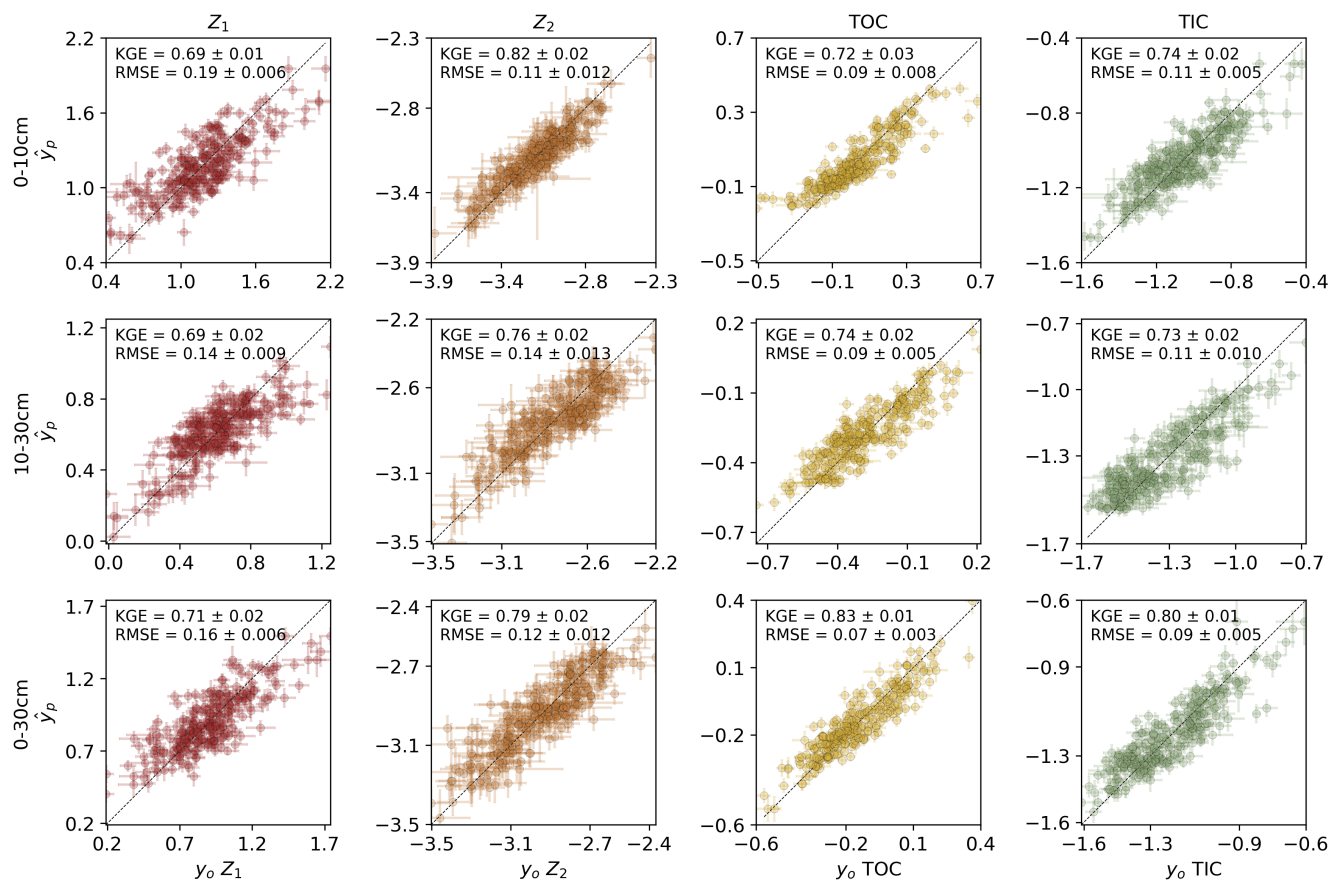 Z₁ Z₂ TOC TIC
0-10cm
ŷₚ
KGE = 0.69 ± 0.01
RMSE = 0.19 ± 0.006
2.2
1.6
1.0
0.4
0.4 1.0 1.6 2.2
KGE = 0.82 ± 0.02
RMSE = 0.11 ± 0.012
−2.3
−2.8
−3.4
−3.9
−3.9 −3.4 −2.8 −2.3
KGE = 0.72 ± 0.03
RMSE = 0.09 ± 0.008
0.7
0.3
−0.1
−0.5
−0.5 −0.1 0.3 0.7
KGE = 0.74 ± 0.02
RMSE = 0.11 ± 0.005
−0.4
−0.8
−1.2
−1.6
−1.6 −1.2 −0.8 −0.4
10-30cm
ŷₚ
KGE = 0.69 ± 0.02
RMSE = 0.14 ± 0.009
1.2
0.8
0.4
0.0
0.0 0.4 0.8 1.2
KGE = 0.76 ± 0.02
RMSE = 0.14 ± 0.013
−2.2
−2.6
−3.1
−3.5
−3.5 −3.1 −2.6 −2.2
KGE = 0.74 ± 0.02
RMSE = 0.09 ± 0.005
0.2
−0.1
−0.4
−0.7
−0.7 −0.4 −0.1 0.2
KGE = 0.73 ± 0.02
RMSE = 0.11 ± 0.010
−0.7
−1.0
−1.3
−1.7
−1.7 −1.3 −1.0 −0.7
0-30cm
ŷₚ
KGE = 0.71 ± 0.02
RMSE = 0.16 ± 0.006
1.7
1.2
0.7
0.2
0.2 0.7 1.2 1.7
yₒ Z₁
KGE = 0.79 ± 0.02
RMSE = 0.12 ± 0.012
−2.4
−2.7
−3.1
−3.5
−3.5 −3.1 −2.7 −2.4
yₒ Z₂
KGE = 0.83 ± 0.01
RMSE = 0.07 ± 0.003
0.4
0.1
−0.2
−0.6
−0.6 −0.2 0.1 0.4
yₒ TOC
KGE = 0.80 ± 0.01
RMSE = 0.09 ± 0.005
−0.6
−0.9
−1.3
−1.6
−1.6 −1.3 −0.9 −0.6
yₒ TIC